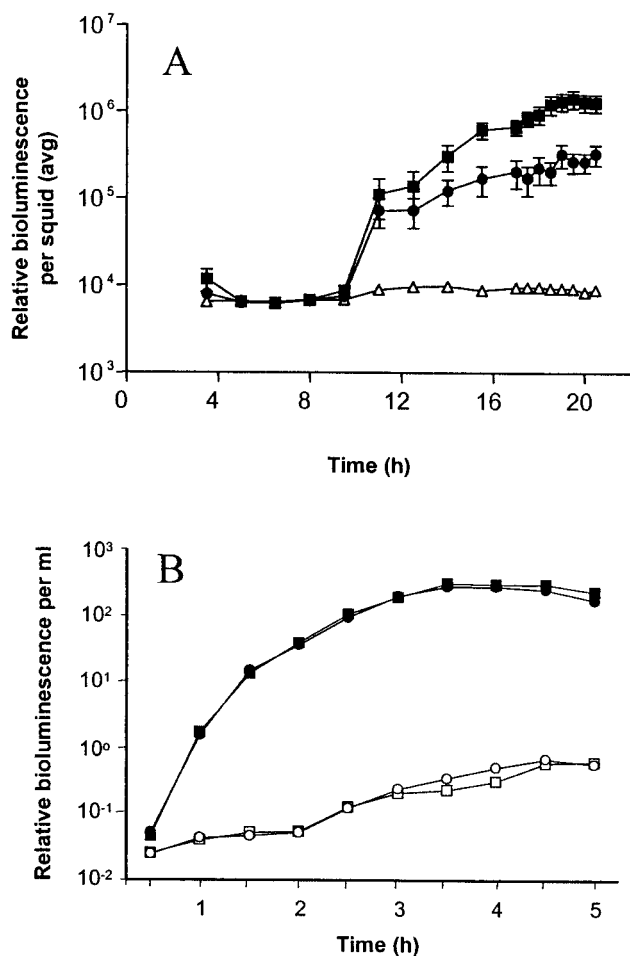 A
Relative bioluminescence
per squid (avg)
10⁷
10⁶
10⁵
10⁴
10³
0 4 8 12 16 20
Time (h)
B
Relative bioluminescence per ml
10³
10²
10¹
10⁰
10⁻¹
10⁻²
1 2 3 4 5
Time (h)